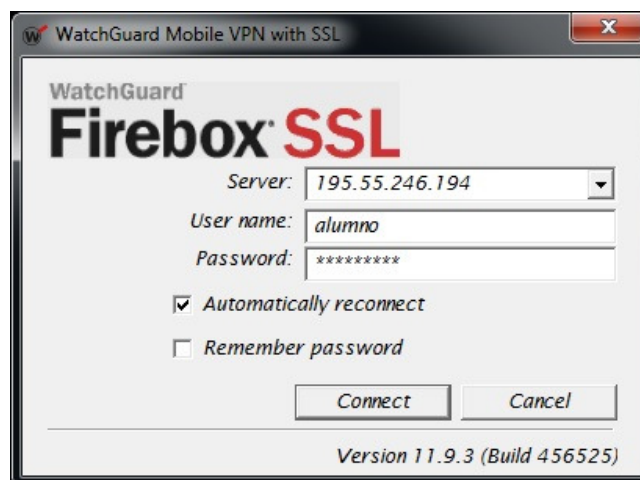 WatchGuard Mobile VPN with SSL
WatchGuard
Firebox SSL
Server: 195.55.246.194
User name: alumno
Password: *********
Automatically reconnect
Remember password
Connect Cancel
Version 11.9.3 (Build 456525)